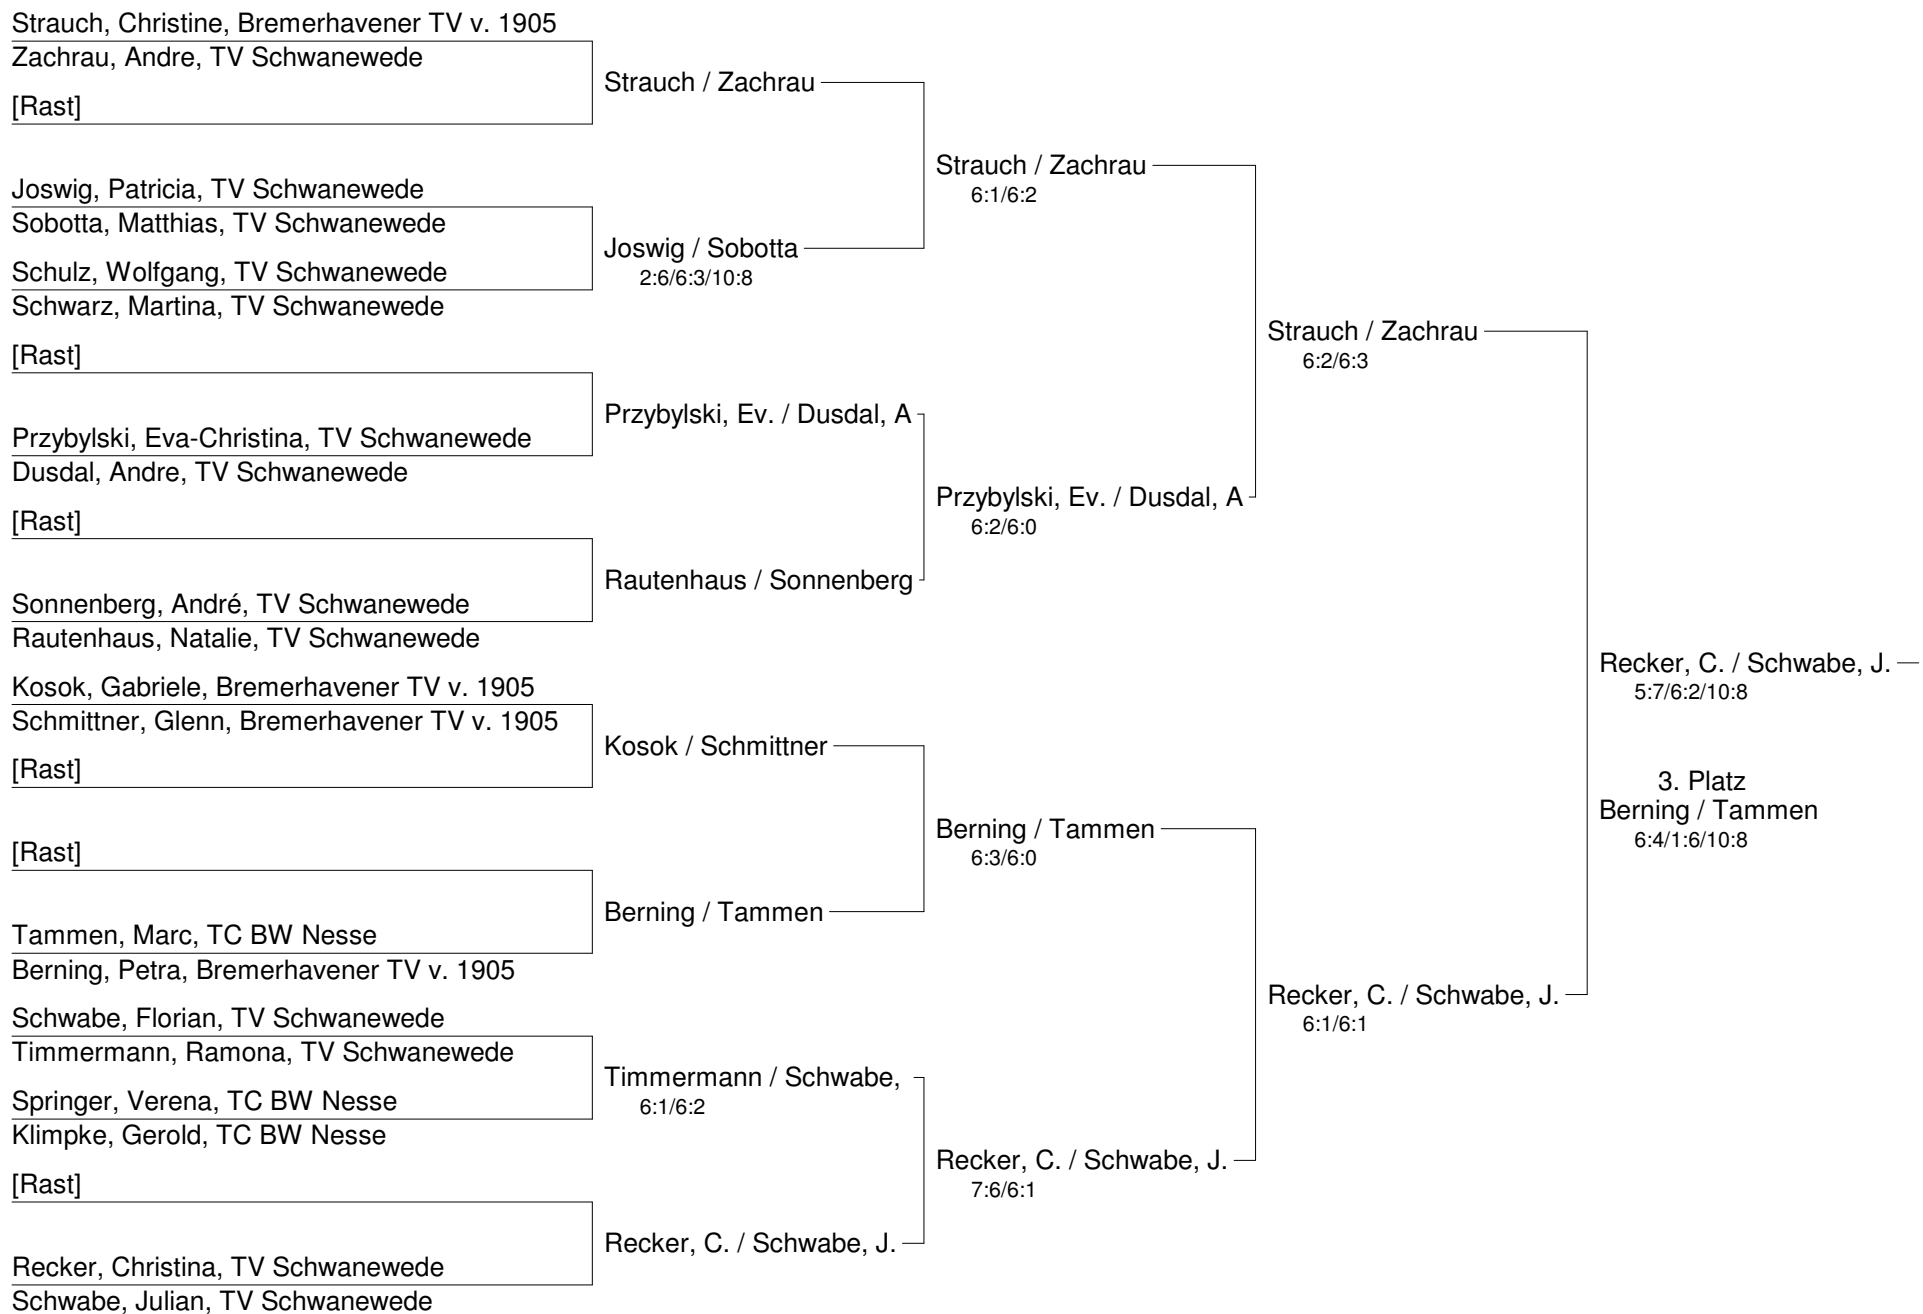 Strauch, Christine, Bremerhavener TV v. 1905
Zachrau, Andre, TV Schwanewede
[Rast]
Joswig, Patricia, TV Schwanewede
Sobotta, Matthias, TV Schwanewede
Schulz, Wolfgang, TV Schwanewede
Schwarz, Martina, TV Schwanewede
[Rast]
Przybylski, Eva-Christina, TV Schwanewede
Dusdal, Andre, TV Schwanewede
[Rast]
Sonnenberg, André, TV Schwanewede
Rautenhaus, Natalie, TV Schwanewede
Kosok, Gabriele, Bremerhavener TV v. 1905
Schmittner, Glenn, Bremerhavener TV v. 1905
[Rast]
[Rast]
Tammen, Marc, TC BW Nesse
Berning, Petra, Bremerhavener TV v. 1905
Schwabe, Florian, TV Schwanewede
Timmermann, Ramona, TV Schwanewede
Springer, Verena, TC BW Nesse
Klimpke, Gerold, TC BW Nesse
[Rast]
Recker, Christina, TV Schwanewede
Schwabe, Julian, TV Schwanewede
Strauch / Zachrau
Joswig / Sobotta
2:6/6:3/10:8
Przybylski, Ev. / Dusdal, A
Rautenhaus / Sonnenberg
Kosok / Schmittner
Berning / Tammen
Timmermann / Schwabe,
6:1/6:2
Recker, C. / Schwabe, J.
Strauch / Zachrau
6:1/6:2
Przybylski, Ev. / Dusdal, A
6:2/6:0
Berning / Tammen
6:3/6:0
Recker, C. / Schwabe, J.
7:6/6:1
Strauch / Zachrau
6:2/6:3
Recker, C. / Schwabe, J.
6:1/6:1
Recker, C. / Schwabe, J.
5:7/6:2/10:8
3. Platz
Berning / Tammen
6:4/1:6/10:8